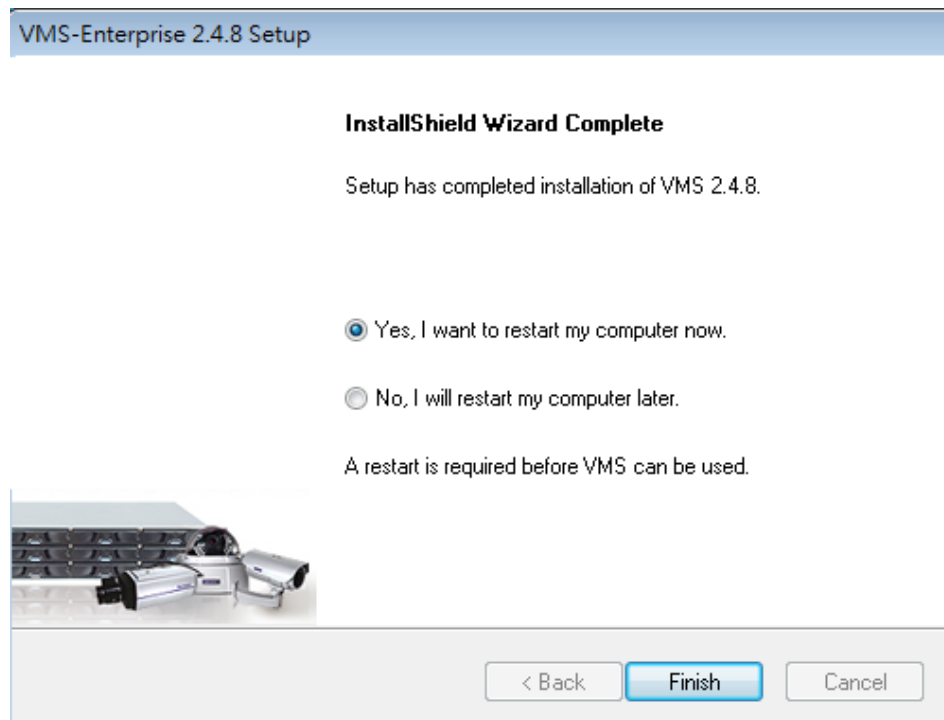 VMS-Enterprise 2.4.8 Setup
InstallShield Wizard Complete
Setup has completed installation of VMS 2.4.8.
Yes, I want to restart my computer now.
No, I will restart my computer later.
A restart is required before VMS can be used.
< Back Finish Cancel